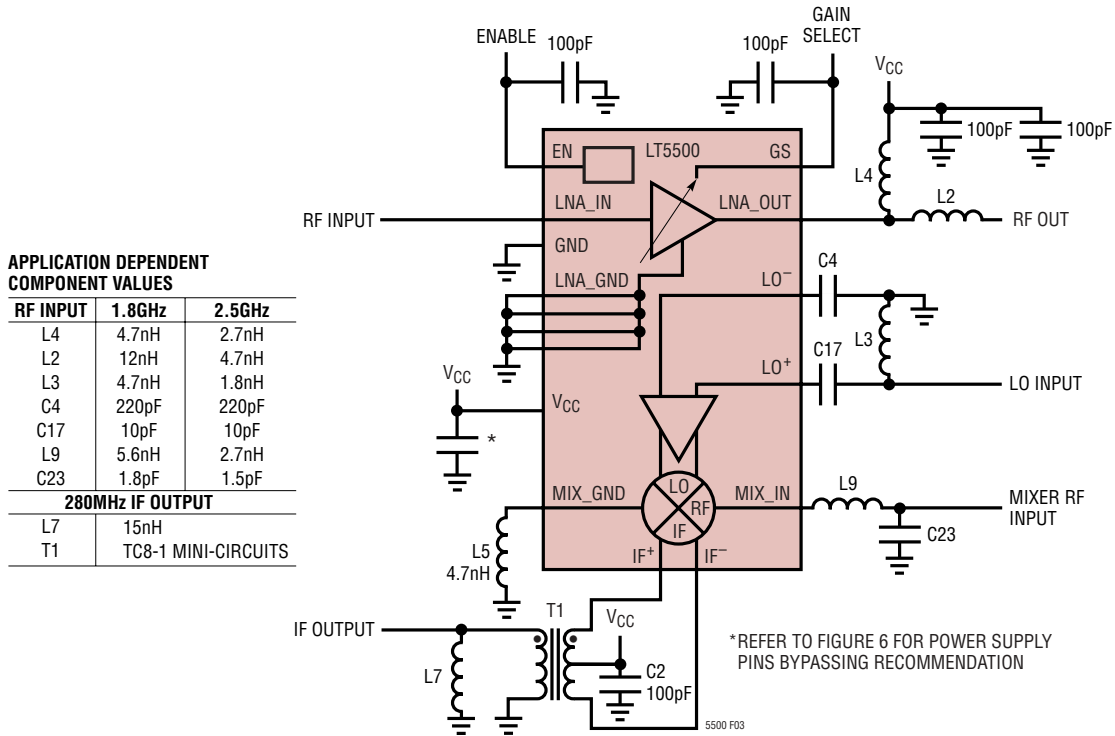 ENABLE
100pF
100pF
GAIN
SELECT
VCC
100pF
100pF
EN
LT5500
GS
L4
L2
RF INPUT
LNA_IN
LNA_OUT
RF OUT
GND
LNA_GND
LO–
C4
L3
C17
LO+
LO INPUT
APPLICATION DEPENDENT
COMPONENT VALUES
RF INPUT 1.8GHz 2.5GHz
L4 4.7nH 2.7nH
L2 12nH 4.7nH
L3 4.7nH 1.8nH
C4 220pF 220pF
C17 10pF 10pF
L9 5.6nH 2.7nH
C23 1.8pF 1.5pF
280MHz IF OUTPUT
L7 15nH
T1 TC8-1 MINI-CIRCUITS
VCC
VCC
*
MIX_GND
LO
RF
IF
MIX_IN
L9
MIXER RF
INPUT
C23
L5
4.7nH
IF+
IF–
T1
VCC
IF OUTPUT
L7
C2
100pF
*REFER TO FIGURE 6 FOR POWER SUPPLY
PINS BYPASSING RECOMMENDATION
5500 F03